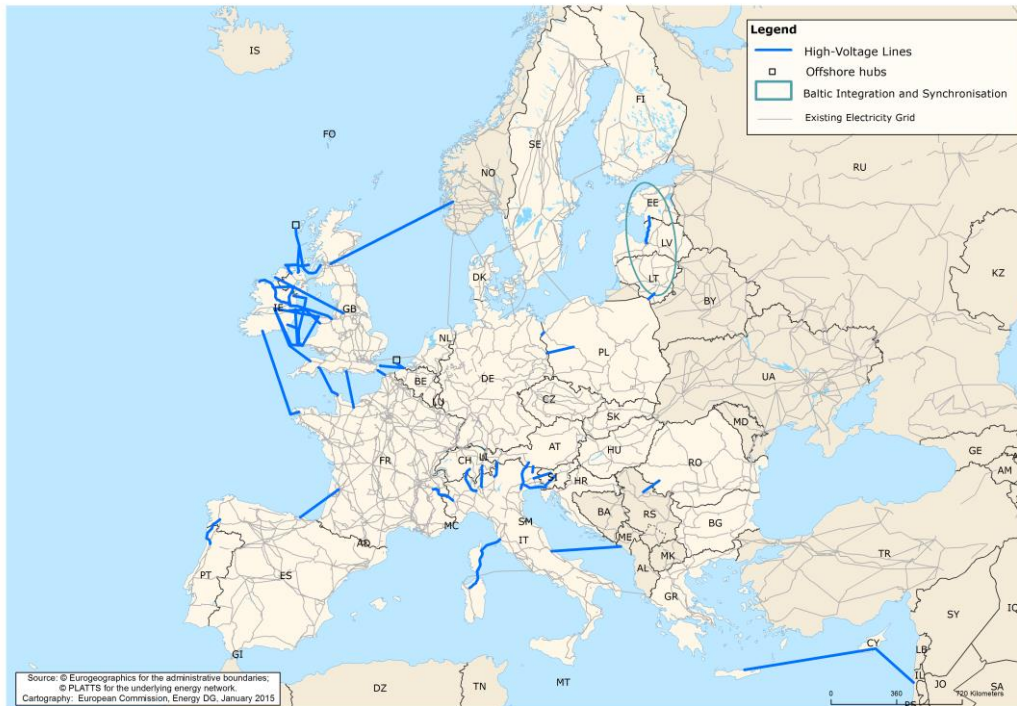 Legend
High-Voltage Lines
Offshore hubs
Baltic Integration and Synchronisation
Existing Electricity Grid
IS
FO
FI
SE
NO
RU
EE
LV
LT
DK
KZ
IE
GB
BY
NL
PL
BE
DE
UA
LU
CZ
SK
MD
FR
CH
LI
AT
HU
RO
SI
HR
GE
AM
BA
RS
MC
SM
IT
ME
BG
AD
MK
AL
TR
PT
ES
GR
GI
CY
SY
LB
IQ
IL
JO
PS
SA
DZ
TN
MT
Source: © Eurogeographics for the administrative boundaries;
© PLATTS for the underlying energy network.
Cartography: European Commission, Energy DG, January 2015
0 360 720 Kilometers